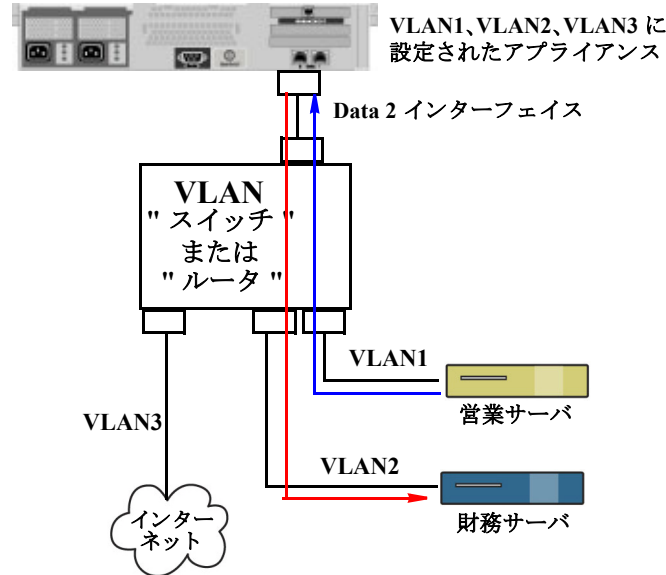 VLAN1、VLAN2、VLAN3 に
設定されたアプライアンス
Data 2 インターフェイス
VLAN
" スイッチ "
または
" ルータ "
VLAN1
営業サーバ
VLAN3
VLAN2
インター
ネット
財務サーバ